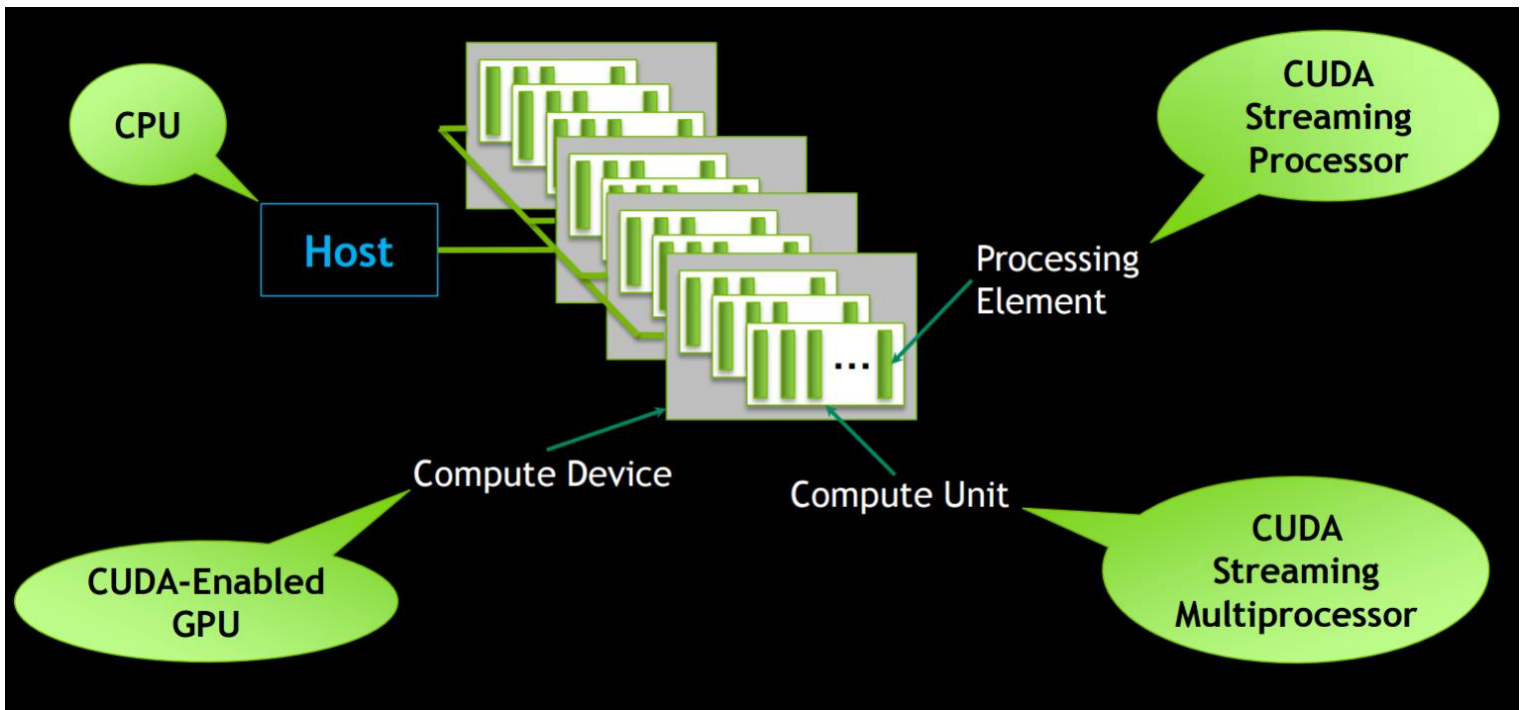 CPU
Host
CUDA
Streaming
Processor
Processing
Element
...
Compute Device
Compute Unit
CUDA-Enabled
GPU
CUDA
Streaming
Multiprocessor